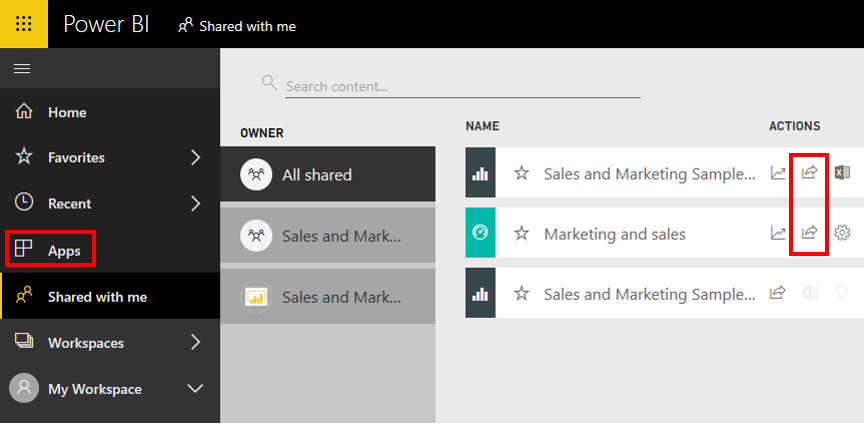 Power BI Shared with me
Home
Favorites
Recent
Apps
Shared with me
Workspaces
My Workspace
Search content...
OWNER
All shared
Sales and Mark...
Sales and Mark...
NAME ACTIONS
Sales and Marketing Sample...
Marketing and sales
Sales and Marketing Sample...